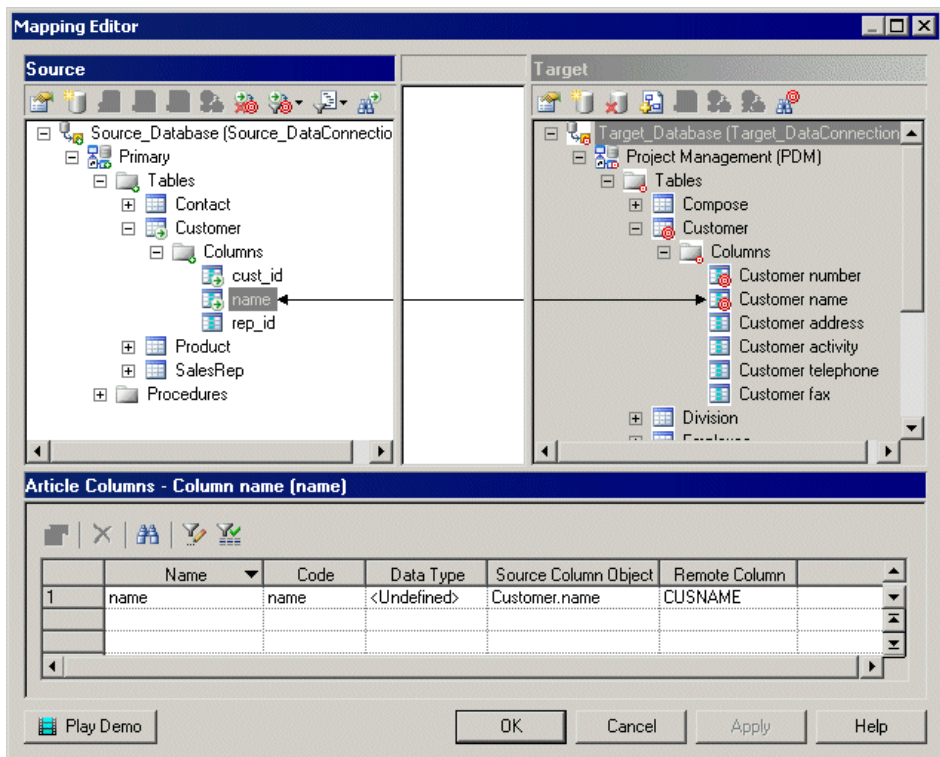 Mapping Editor
Source
Source_Database (Source_DataConnectio
Primary
Tables
Contact
Customer
Columns
cust_id
name
rep_id
Product
SalesRep
Procedures
Target
Target_Database (Target_DataConnection
Project Management (PDM)
Tables
Compose
Customer
Columns
Customer number
Customer name
Customer address
Customer activity
Customer telephone
Customer fax
Division
Article Columns - Column name (name)
Name Code Data Type Source Column Object Remote Column
1 name name <Undefined> Customer.name CUSNAME
Play Demo OK Cancel Apply Help